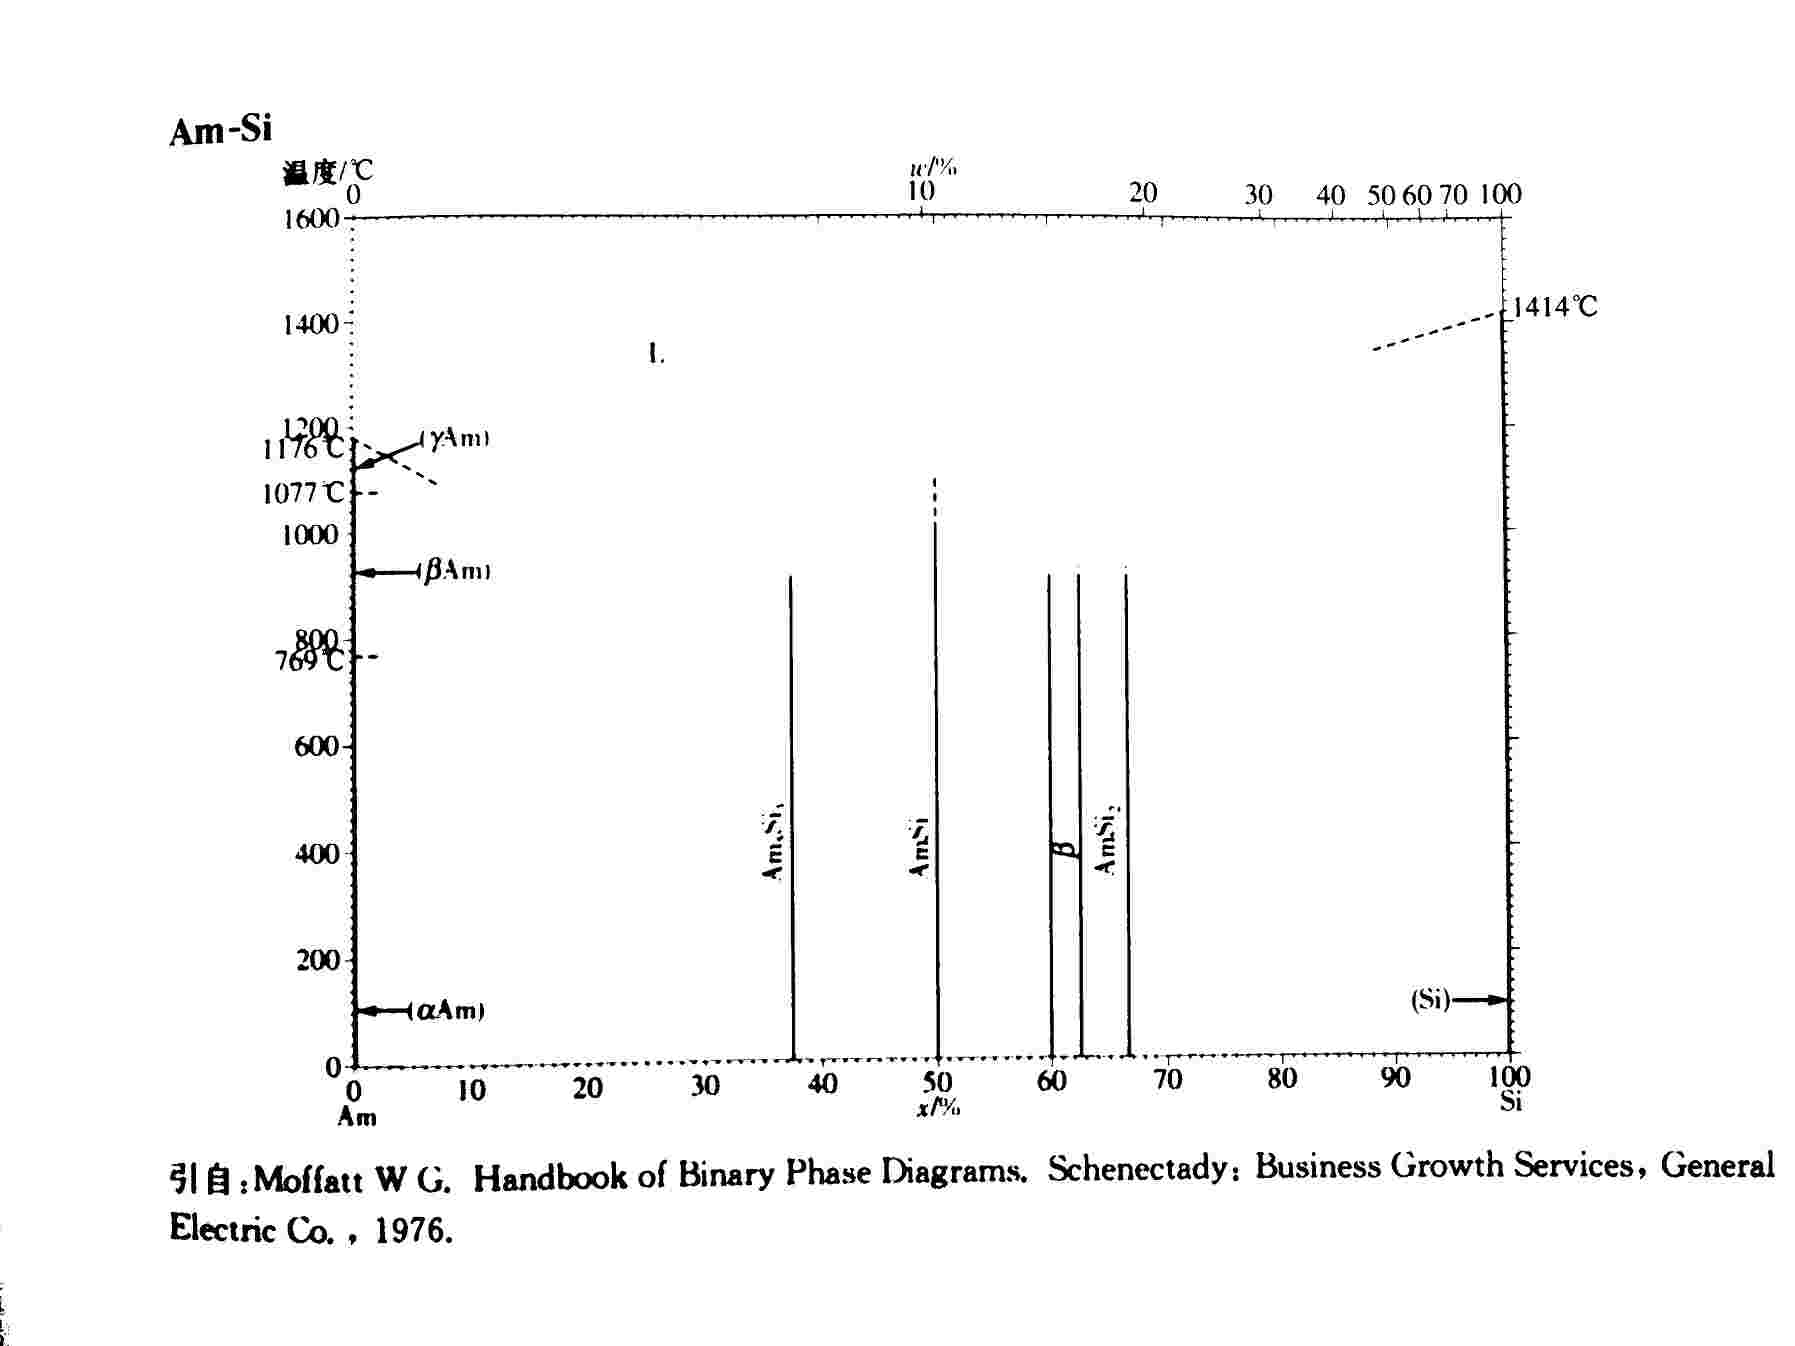 Am-Si
温度/℃
w/%
0 10 20 30 40 50 60 70 100
1600
1400
1414℃
L
1200
1176℃
(γAm)
1077℃
1000
(βAm)
800
769℃
600
AmSi
β
AmSi₂
400
200
(αAm)
(Si)
0
0 10 20 30 40 50 60 70 80 90 100
Am
x/%
Si
引自:Moffatt W G. Handbook of Binary Phase Diagrams. Schenectady: Business Growth Services, General
Electric Co., 1976.